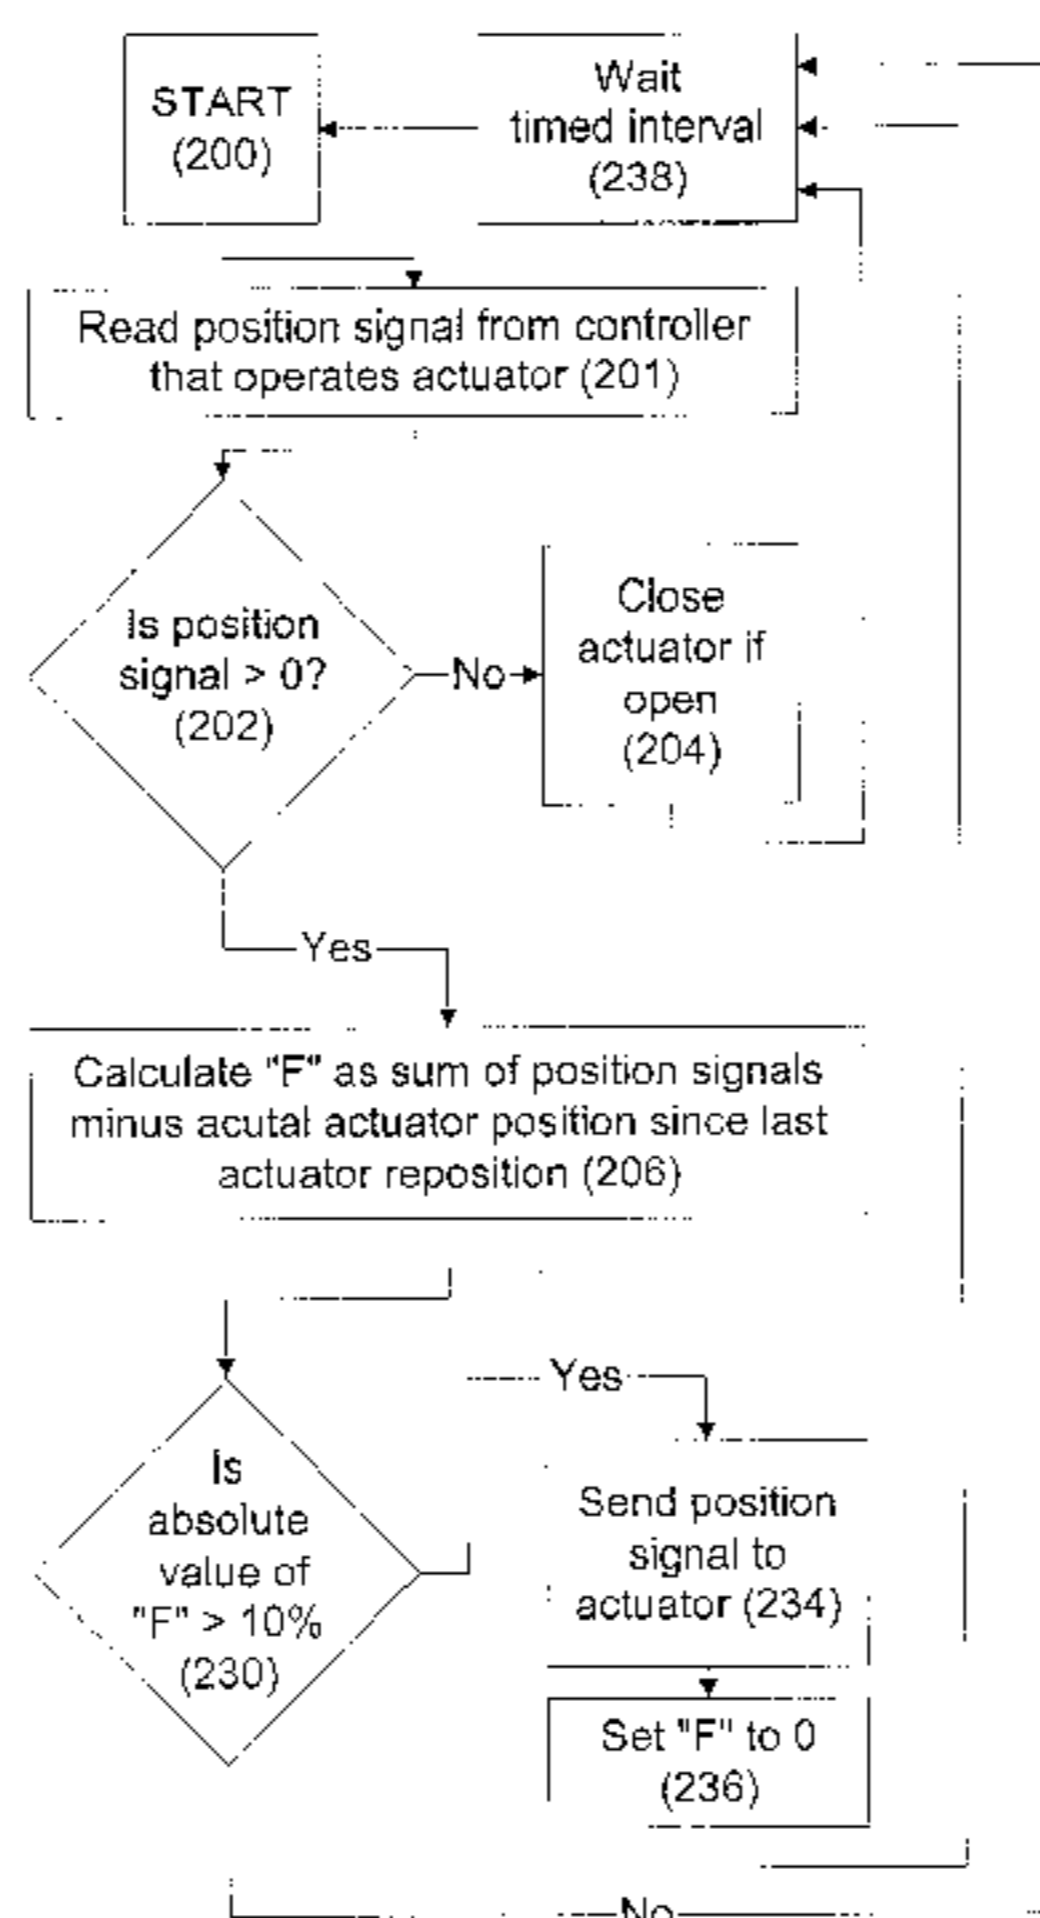 START
(200)
Wait
timed interval
(238)
Read position signal from controller
that operates actuator (201)
Is position
signal > 0?
(202)
No
Close
actuator if
open
(204)
Yes
Calculate "F" as sum of position signals
minus acutal actuator position since last
actuator reposition (206)
Yes
Is
absolute
value of
"F" > 10%
(230)
Send position
signal to
actuator (234)
Set "F" to 0
(236)
No